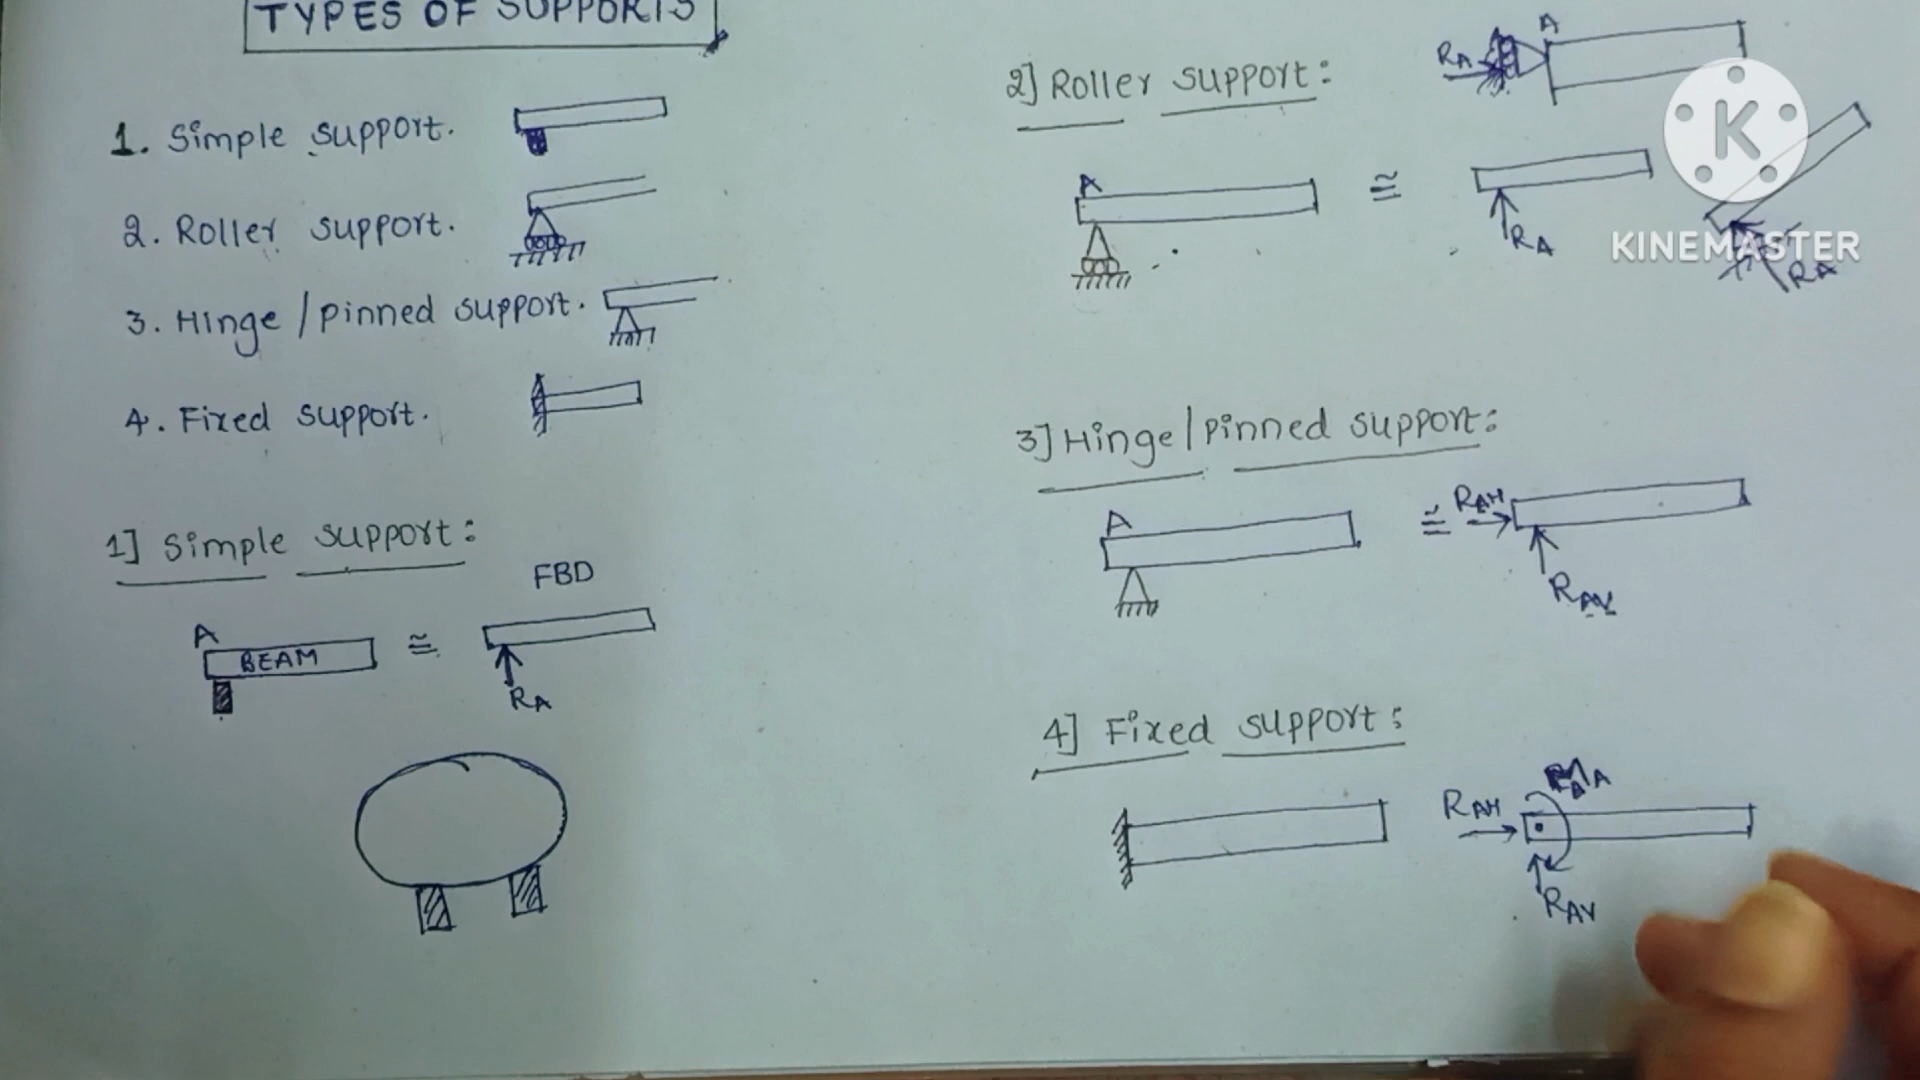 TYPES OF SUPPORTS
1. Simple support.
2. Roller support.
3. Hinge/pinned support.
4. Fixed support.
1] Simple support:
FBD
A
BEAM
≅
RA
2] Roller support:
A
RA
A
≅
RA
RA
K
KINEMASTER
3] Hinge/pinned support:
A
≅
RAH
RAV
4] Fixed support:
MA
RAH
RAV